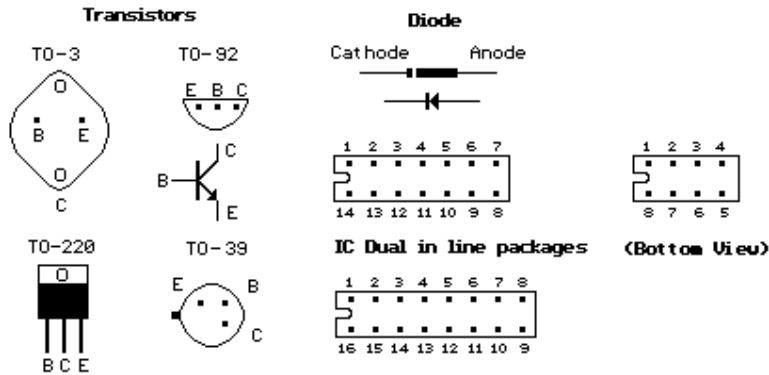 Transistors
TO-3
TO-92
B E
O
O
C
E B C
B
C
E
TO-220
O
B C E
TO-39
E
B
C
Diode
Cathode Anode
1 2 3 4 5 6 7
14 13 12 11 10 9 8
1 2 3 4
8 7 6 5
IC Dual in line packages (Bottom View)
1 2 3 4 5 6 7 8
16 15 14 13 12 11 10 9